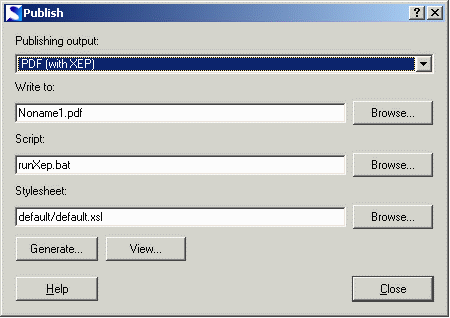 Publish
Publishing output:
PDF (with XEP)
Write to:
Noname1.pdf
Browse...
Script:
runXep.bat
Browse...
Stylesheet:
default/default.xsl
Browse...
Generate...
View...
Help
Close